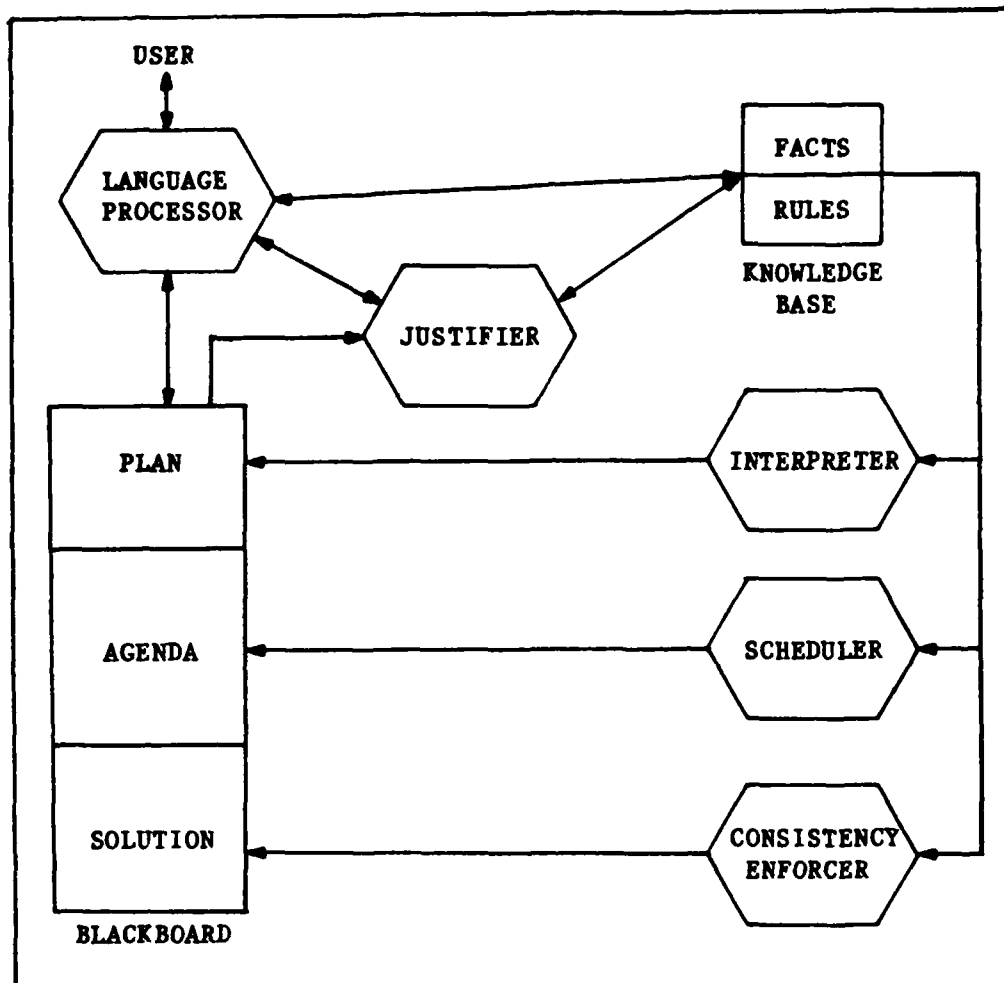 USER
LANGUAGE
PROCESSOR
FACTS
RULES
KNOWLEDGE
BASE
JUSTIFIER
PLAN
INTERPRETER
AGENDA
SCHEDULER
SOLUTION
CONSISTENCY
ENFORCER
BLACKBOARD